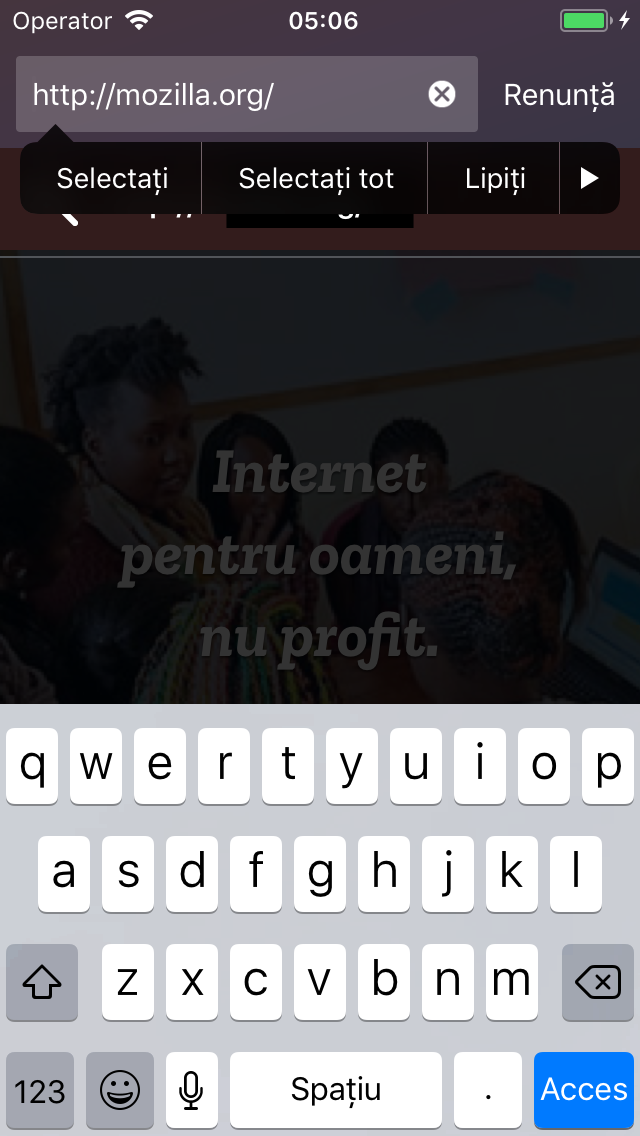 Operator 05:06
http://mozilla.org/ Renunță
Selectați Selectați tot Lipiți
Internet
pentru oameni,
nu profit.
q w e r t y u i o p
a s d f g h j k l
z x c v b n m
123 Spațiu . Acces